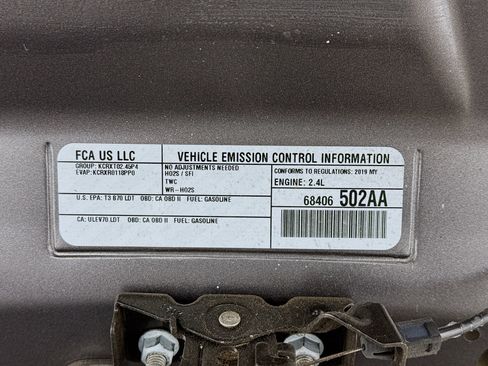 FCA US LLC
GROUP: KCRXT02.45P4
EVAP: KCRXR0118PP0
VEHICLE EMISSION CONTROL INFORMATION
NO ADJUSTMENTS NEEDED
HO2S / SFI
TWC
WR-HO2S
CONFORMS TO REGULATIONS: 2019 MY
ENGINE: 2.4L
68406 502AA
U.S. EPA: T3 B70 LDT OBD: CA OBD II FUEL: GASOLINE
CA: ULEV70 LDT OBD: CA OBD II FUEL: GASOLINE